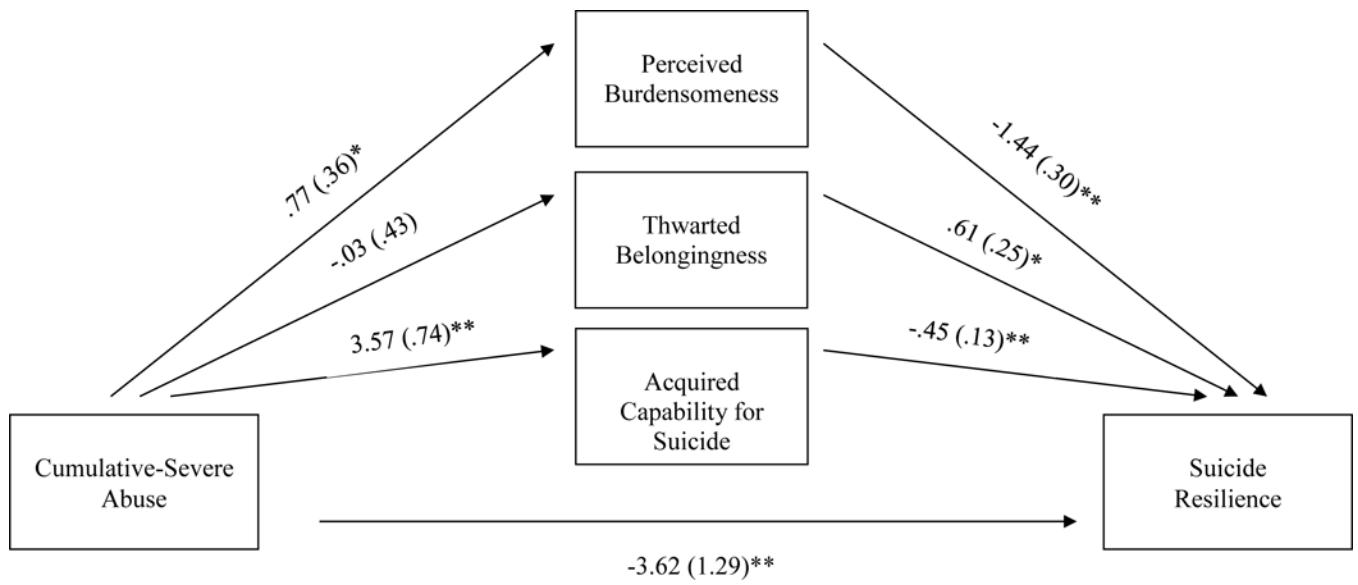 Perceived
Burdensomeness
.77 (.36)*
-1.44 (.30)**
Thwarted
Belongingness
-.03 (.43)
.61 (.25)*
3.57 (.74)**
-.45 (.13)**
Acquired
Capability for
Suicide
Cumulative-Severe
Abuse
Suicide
Resilience
-3.62 (1.29)**